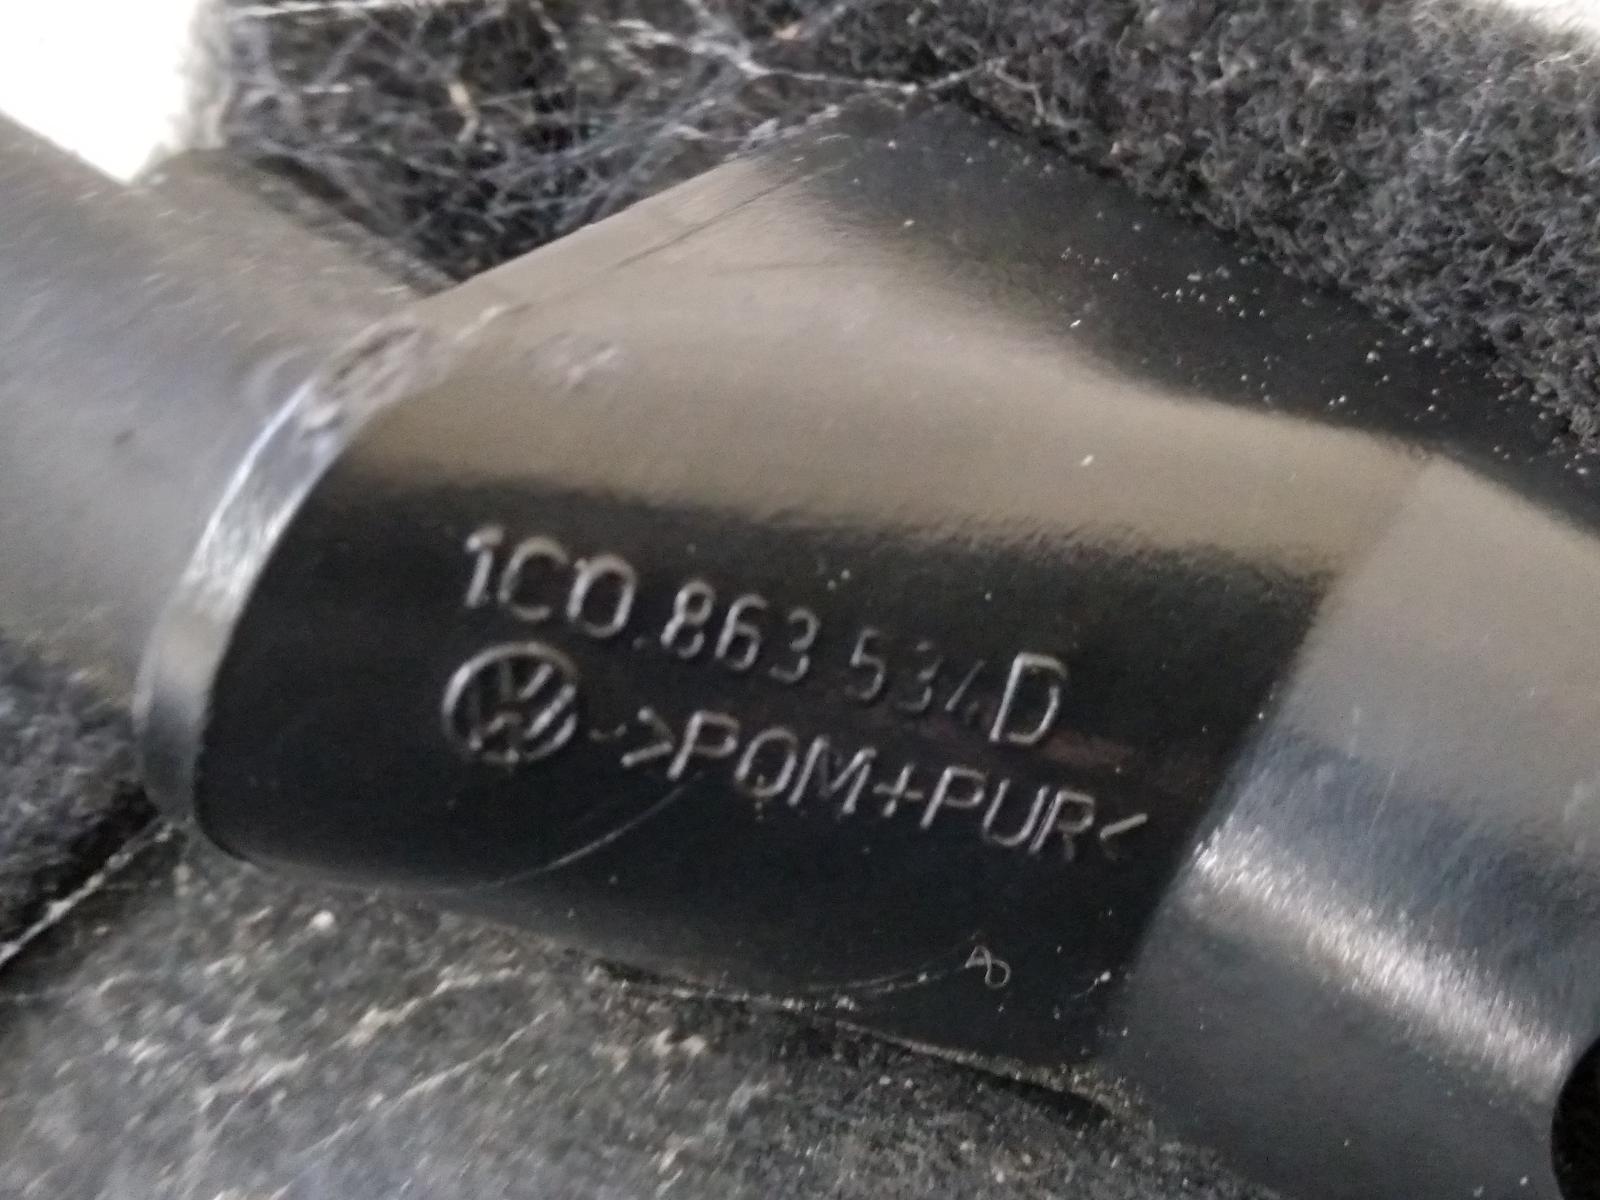 1C0.863 534 D
>POM+PUR<